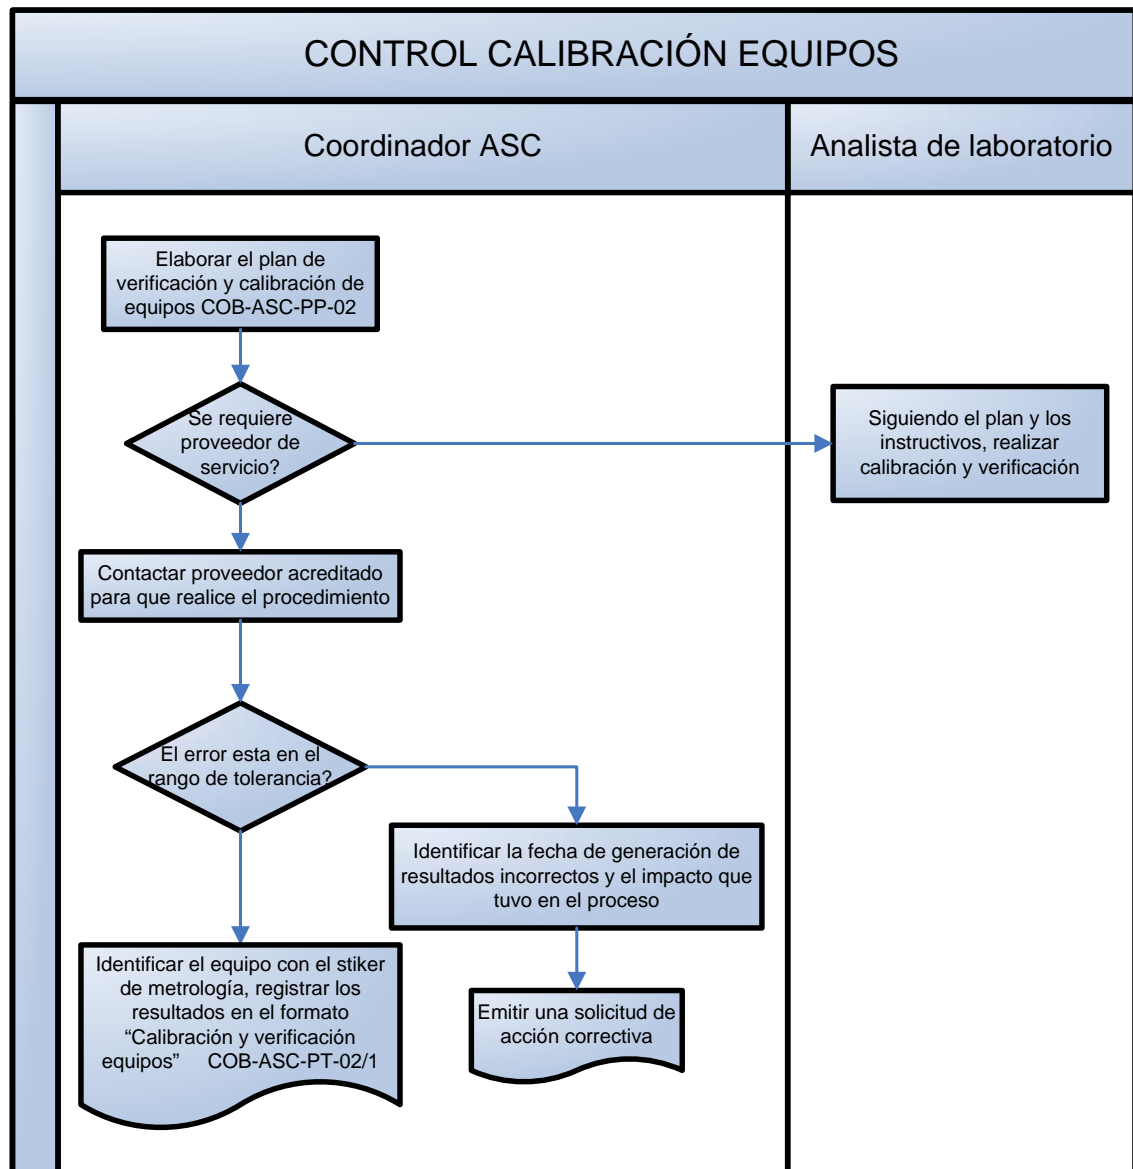 CONTROL CALIBRACIÓN EQUIPOS
Coordinador ASC
Analista de laboratorio
Elaborar el plan de
verificación y calibración de
equipos COB-ASC-PP-02
Se requiere
proveedor de
servicio?
Siguiendo el plan y los
instructivos, realizar
calibración y verificación
Contactar proveedor acreditado
para que realice el procedimiento
El error esta en el
rango de tolerancia?
Identificar la fecha de generación de
resultados incorrectos y el impacto que
tuvo en el proceso
Identificar el equipo con el stiker
de metrología, registrar los
resultados en el formato
“Calibración y verificación
equipos” COB-ASC-PT-02/1
Emitir una solicitud de
acción correctiva